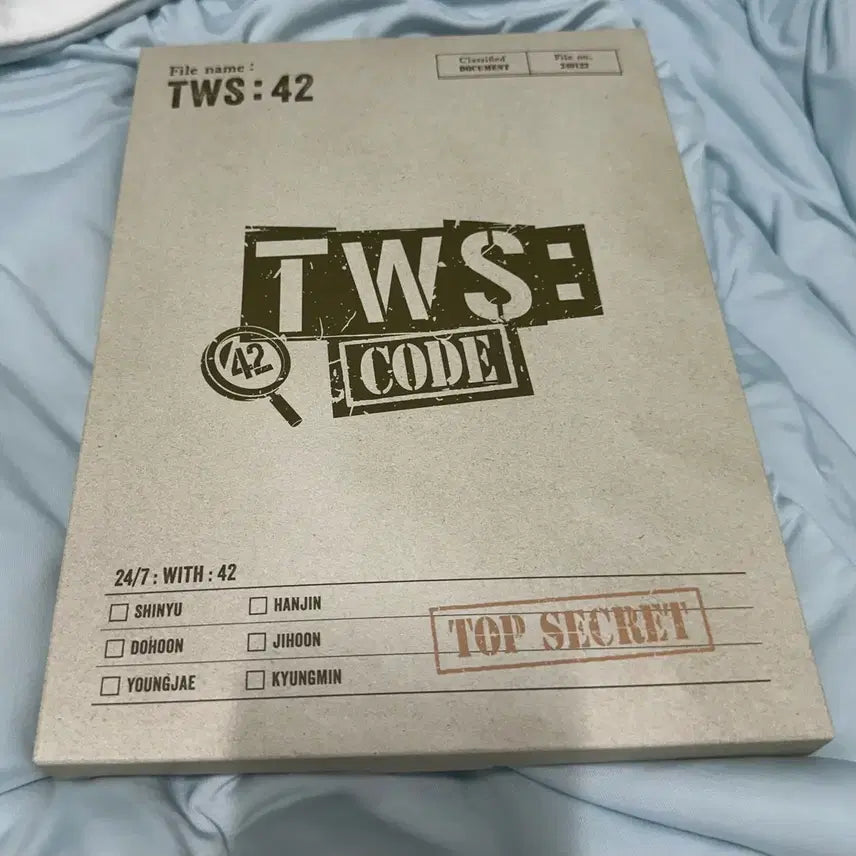 File name :
TWS : 42
Classified
DOCUMENT
File no.
240122
TWS:
42
CODE
24/7 : WITH : 42
SHINYU
HANJIN
DOHOON
JIHOON
YOUNGJAE
KYUNGMIN
TOP SECRET